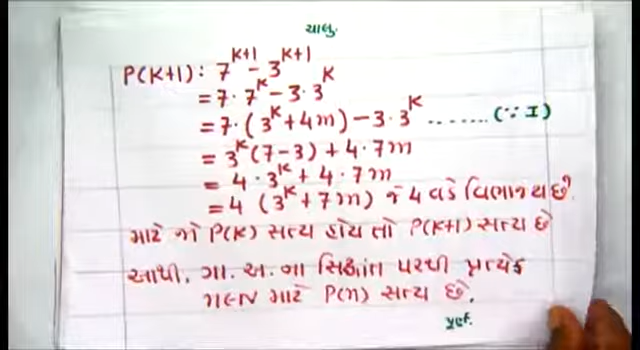 ચાલુ.
P(K+1): 7^{K+1} - 3^{K+1}
= 7·7^K - 3·3^K
= 7·(3^K + 4m) - 3·3^K ....... (∵ I)
= 3^K (7-3) + 4·7m
= 4·3^K + 4·7m
= 4 (3^K + 7m) જે 4 વડે વિભાજ્ય છે.
માટે જો P(K) સત્ય હોય તો P(K+1) સત્ય છે
આથી, ગા. અ. ના સિદ્ધાંત પરથી પ્રત્યેક
માટે P(n) સત્ય છે.